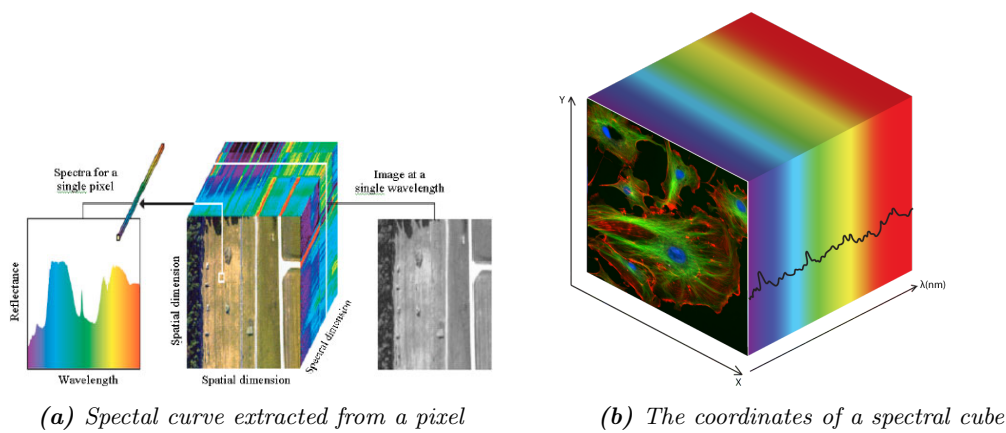 Spectra for a
single pixel
Image at a
single wavelength
Reflectance
Wavelength
Spatial dimension
Spatial dimension
Spectral dimension
(a) Spectal curve extracted from a pixel
Y
X
λ(nm)
(b) The coordinates of a spectral cube